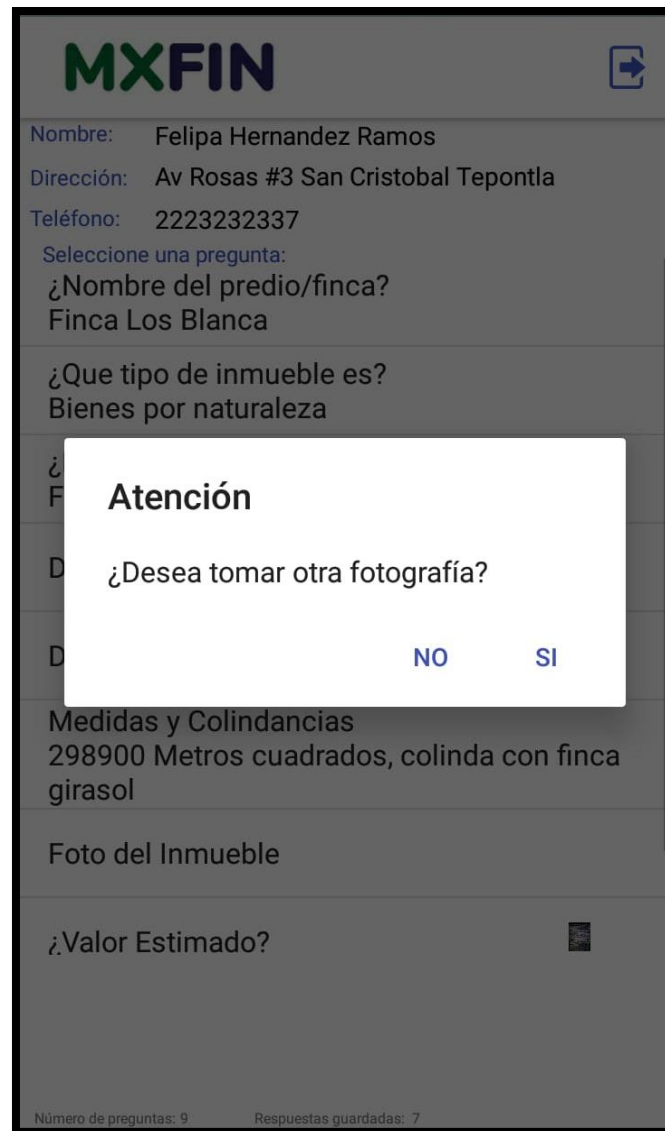 MXFIN
Nombre: Felipa Hernandez Ramos
Dirección: Av Rosas #3 San Cristobal Tepontla
Teléfono: 2223232337
Seleccione una pregunta:
¿Nombre del predio/finca?
Finca Los Blanca
¿Que tipo de inmueble es?
Bienes por naturaleza
¿
F
Atención
D
¿Desea tomar otra fotografía?
D
NO SI
Medidas y Colindancias
298900 Metros cuadrados, colinda con finca
girasol
Foto del Inmueble
¿Valor Estimado?
Número de preguntas: 9 Respuestas guardadas: 7